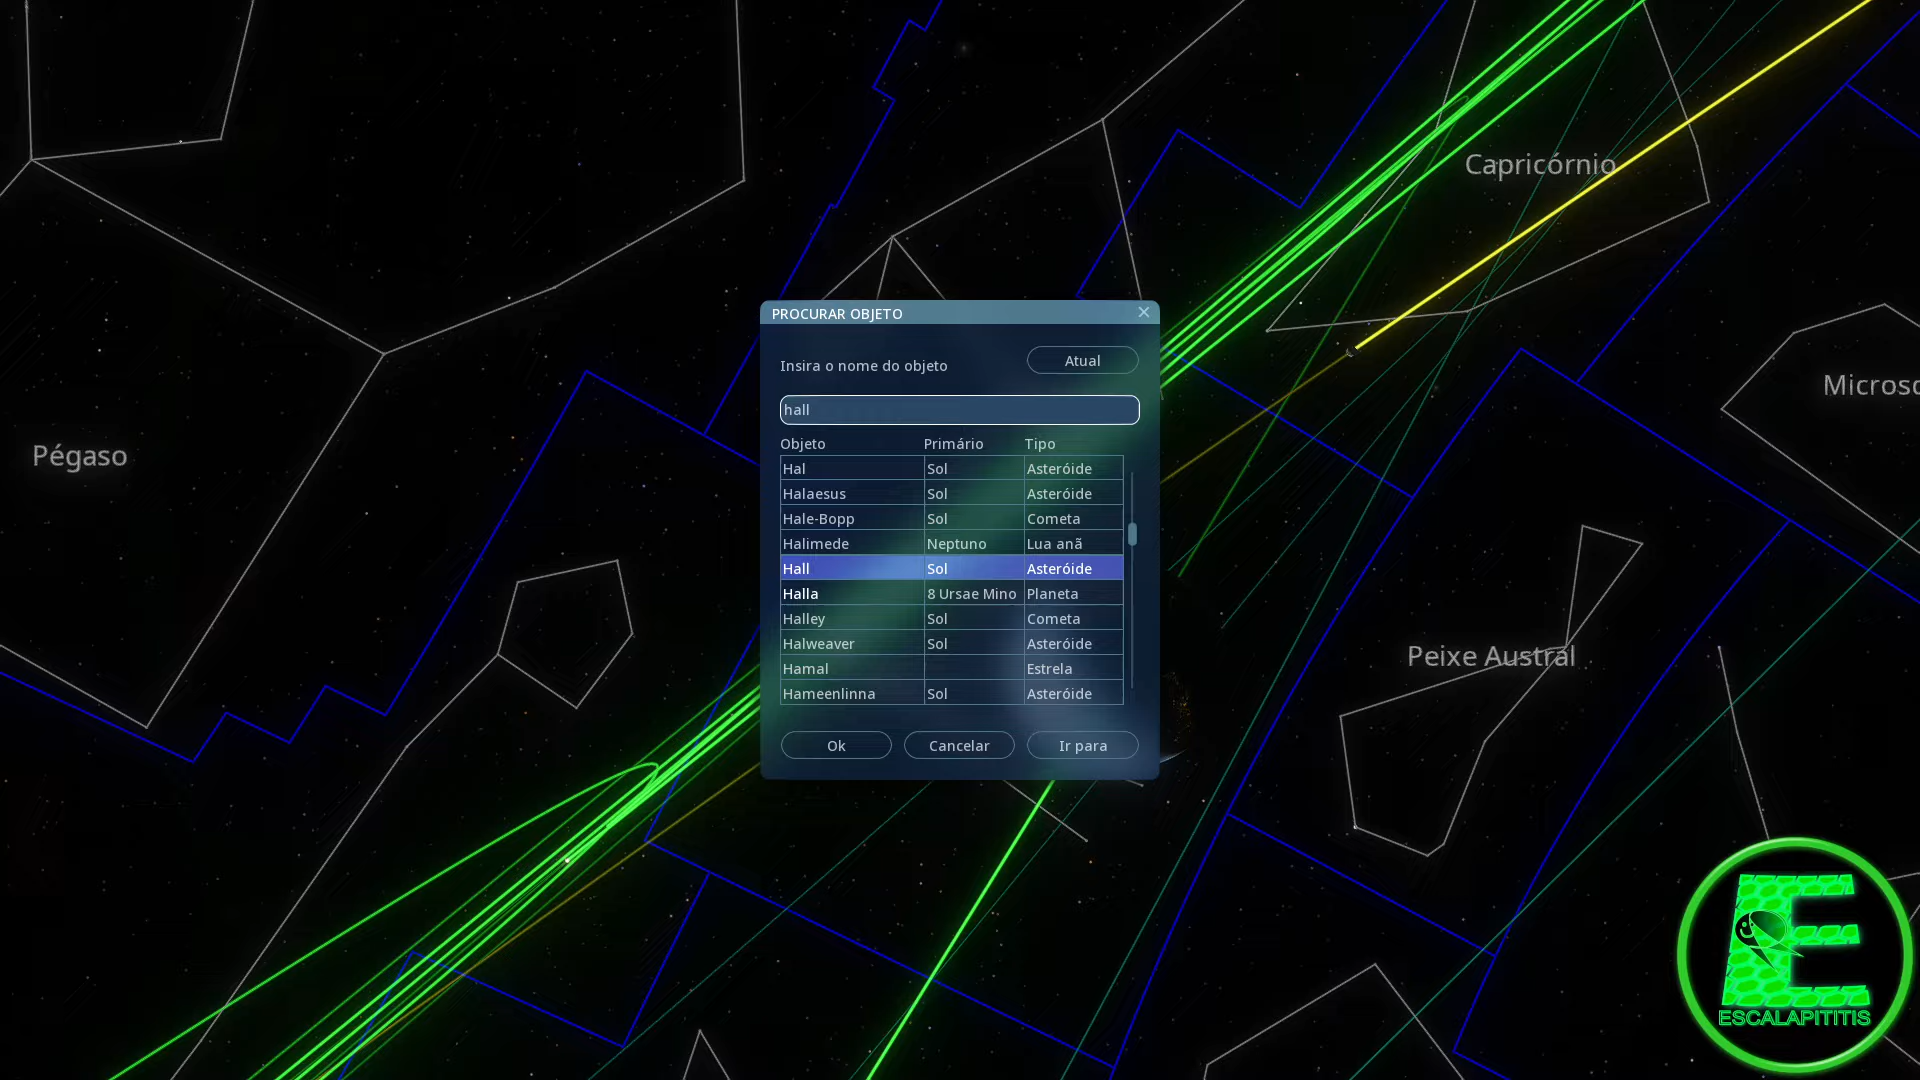 Capricórnio
PROCURAR OBJETO
Insira o nome do objeto
Atual
Microsc
hall
Pégaso
Objeto Primário Tipo
Hal Sol Asteróide
Halaesus Sol Asteróide
Hale-Bopp Sol Cometa
Halimede Neptuno Lua anã
Hall Sol Asteróide
Halla 8 Ursae Mino Planeta
Halley Sol Cometa
Halweaver Sol Asteróide
Hamal Estrela
Hameenlinna Sol Asteróide
Peixe Austral
Ok Cancelar Ir para
E
ESCALAPITITIS